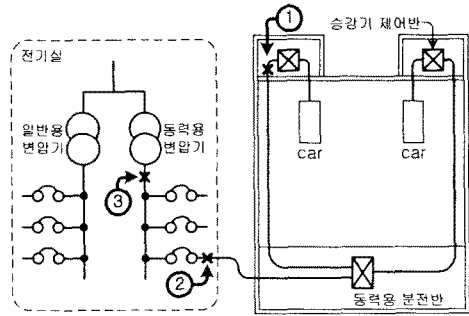 ①
승강기 제어반
전기실
일반용
변압기
동력용
변압기
car
car
③
②
동력용 분전반